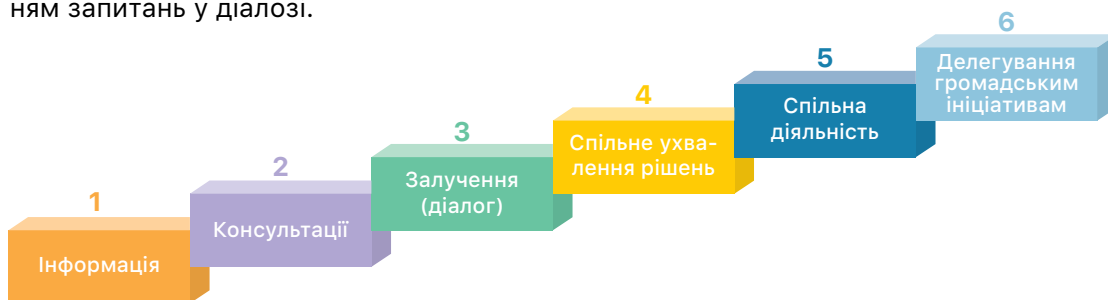 ням запитань у діалозі.
1
Інформація
2
Консультації
3
Залучення
(діалог)
4
Спільне ухва-
лення рішень
5
Спільна
діяльність
6
Делегування
громадським
ініціативам